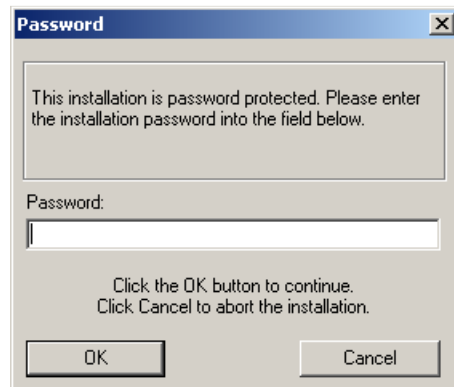 Password
This installation is password protected. Please enter
the installation password into the field below.
Password:
Click the OK button to continue.
Click Cancel to abort the installation.
OK
Cancel